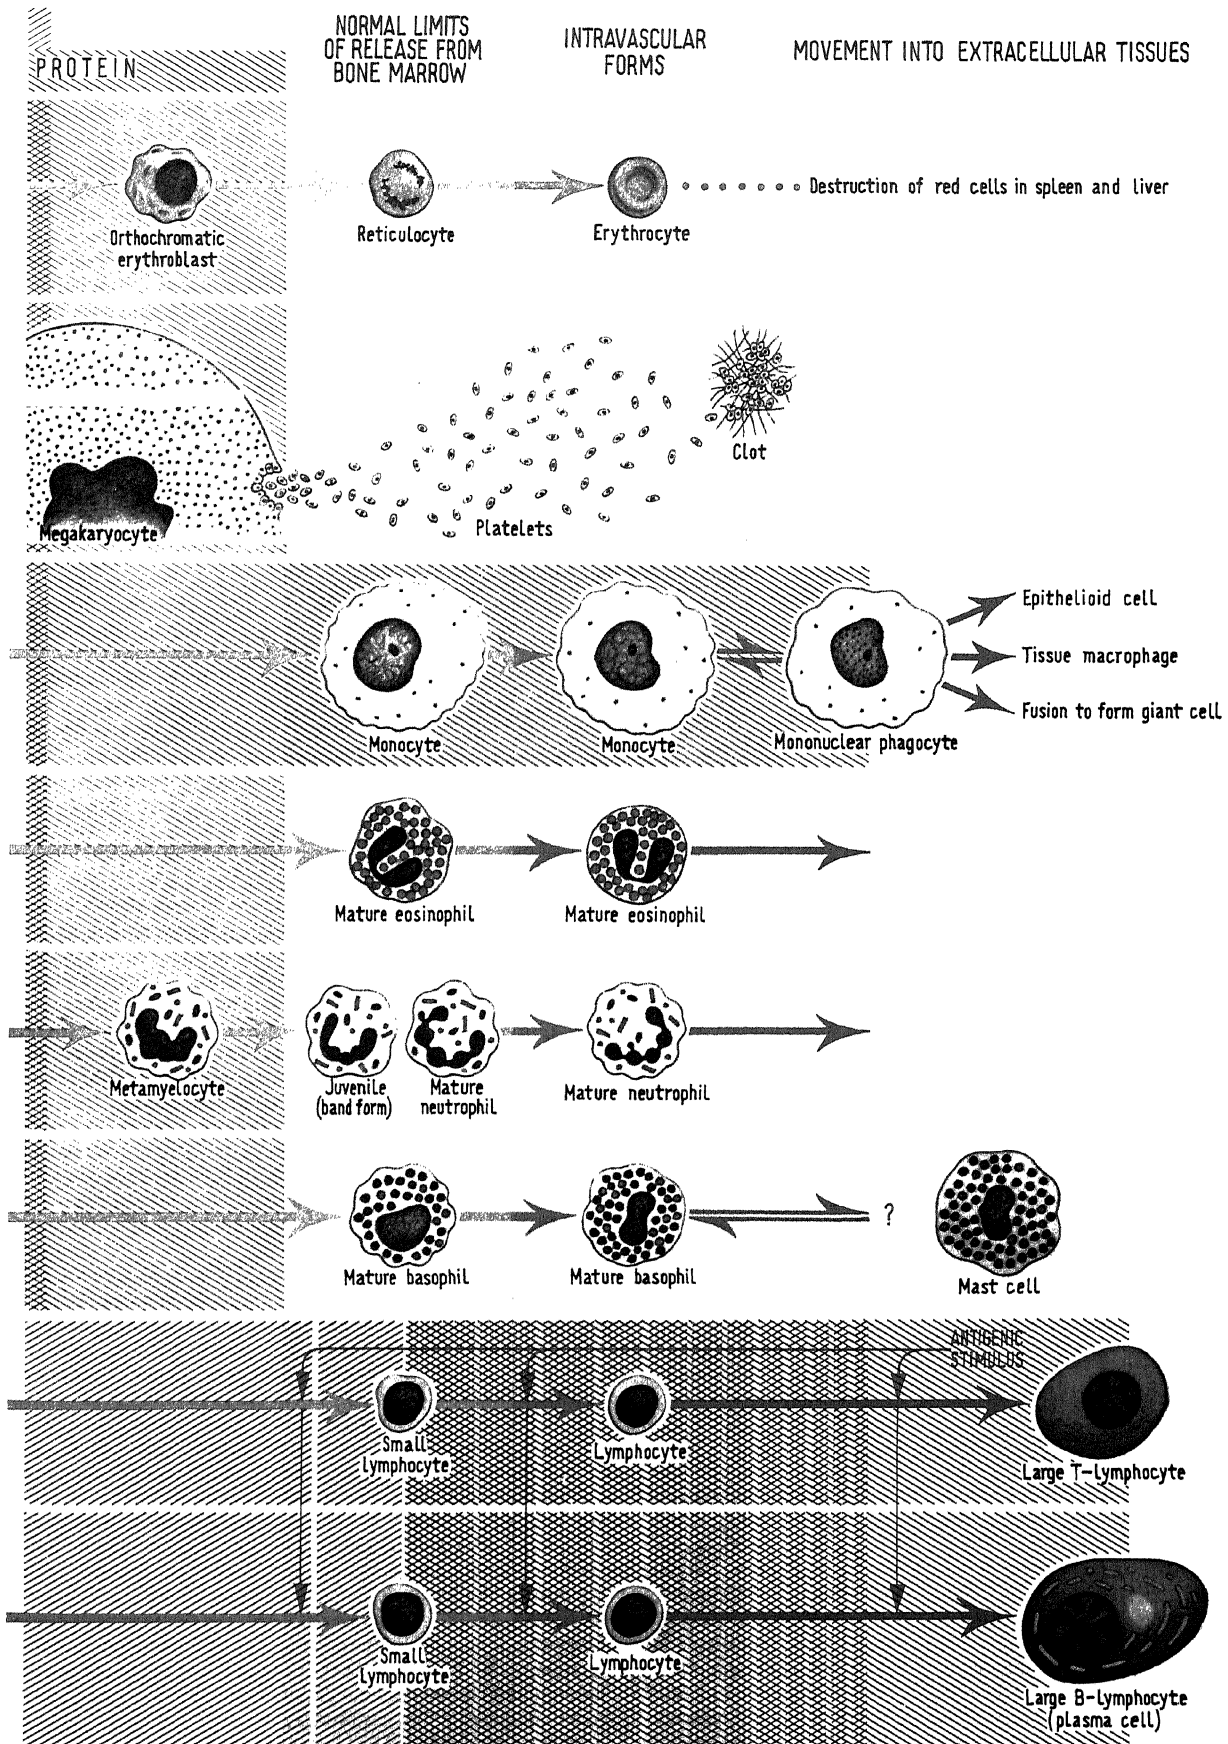 PROTEIN
NORMAL LIMITS
OF RELEASE FROM
BONE MARROW
INTRAVASCULAR
FORMS
MOVEMENT INTO EXTRACELLULAR TISSUES
Orthochromatic
erythroblast
Reticulocyte
Erythrocyte
Destruction of red cells in spleen and liver
Megakaryocyte
Platelets
Clot
Monocyte
Monocyte
Mononuclear phagocyte
Epithelioid cell
Tissue macrophage
Fusion to form giant cell
Mature eosinophil
Mature eosinophil
Metamyelocyte
Juvenile
(band form)
Mature
neutrophil
Mature neutrophil
Mature basophil
Mature basophil
?
Mast cell
ANTIGENIC
STIMULUS
Small
lymphocyte
Lymphocyte
Large T-lymphocyte
Small
lymphocyte
Lymphocyte
Large B-lymphocyte
(plasma cell)